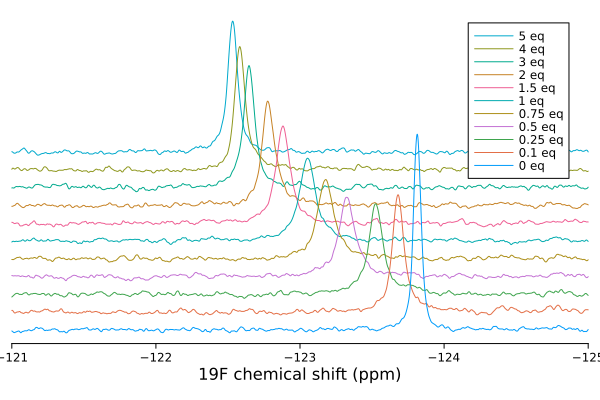 5 eq
4 eq
3 eq
2 eq
1.5 eq
1 eq
0.75 eq
0.5 eq
0.25 eq
0.1 eq
0 eq
−121 −122 −123 −124 −125
19F chemical shift (ppm)